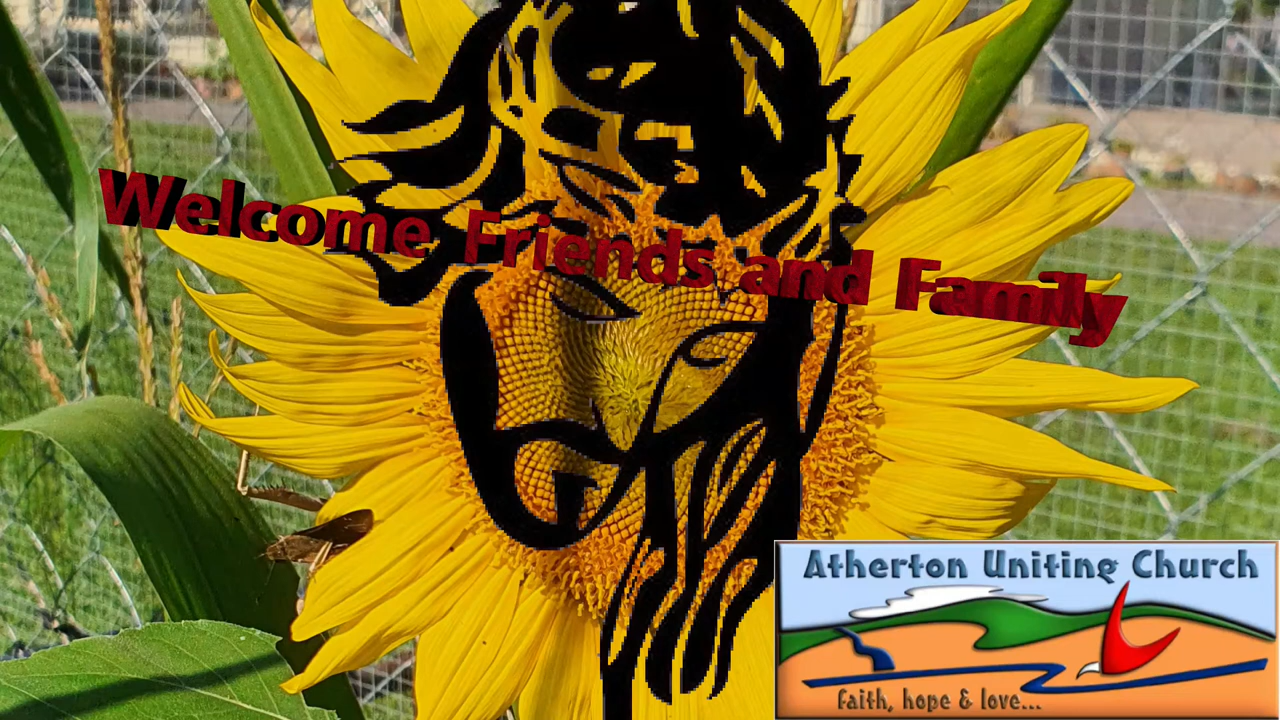 Welcome Friends and Family
Atherton Uniting Church
faith, hope & love...